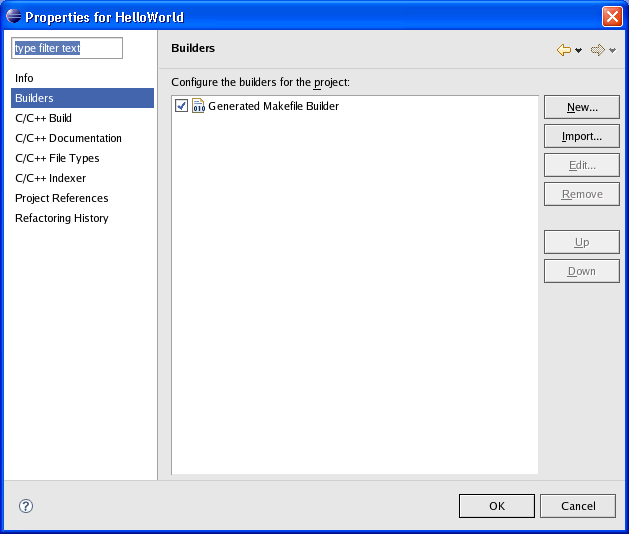 Properties for HelloWorld
type filter text
Info
Builders
C/C++ Build
C/C++ Documentation
C/C++ File Types
C/C++ Indexer
Project References
Refactoring History
Builders
Configure the builders for the project:
Generated Makefile Builder
New...
Import...
Edit...
Remove
Up
Down
OK
Cancel